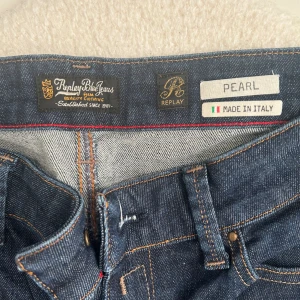 Replay Blue Jeans
Established since 1981
R
REPLAY
PEARL
MADE IN ITALY